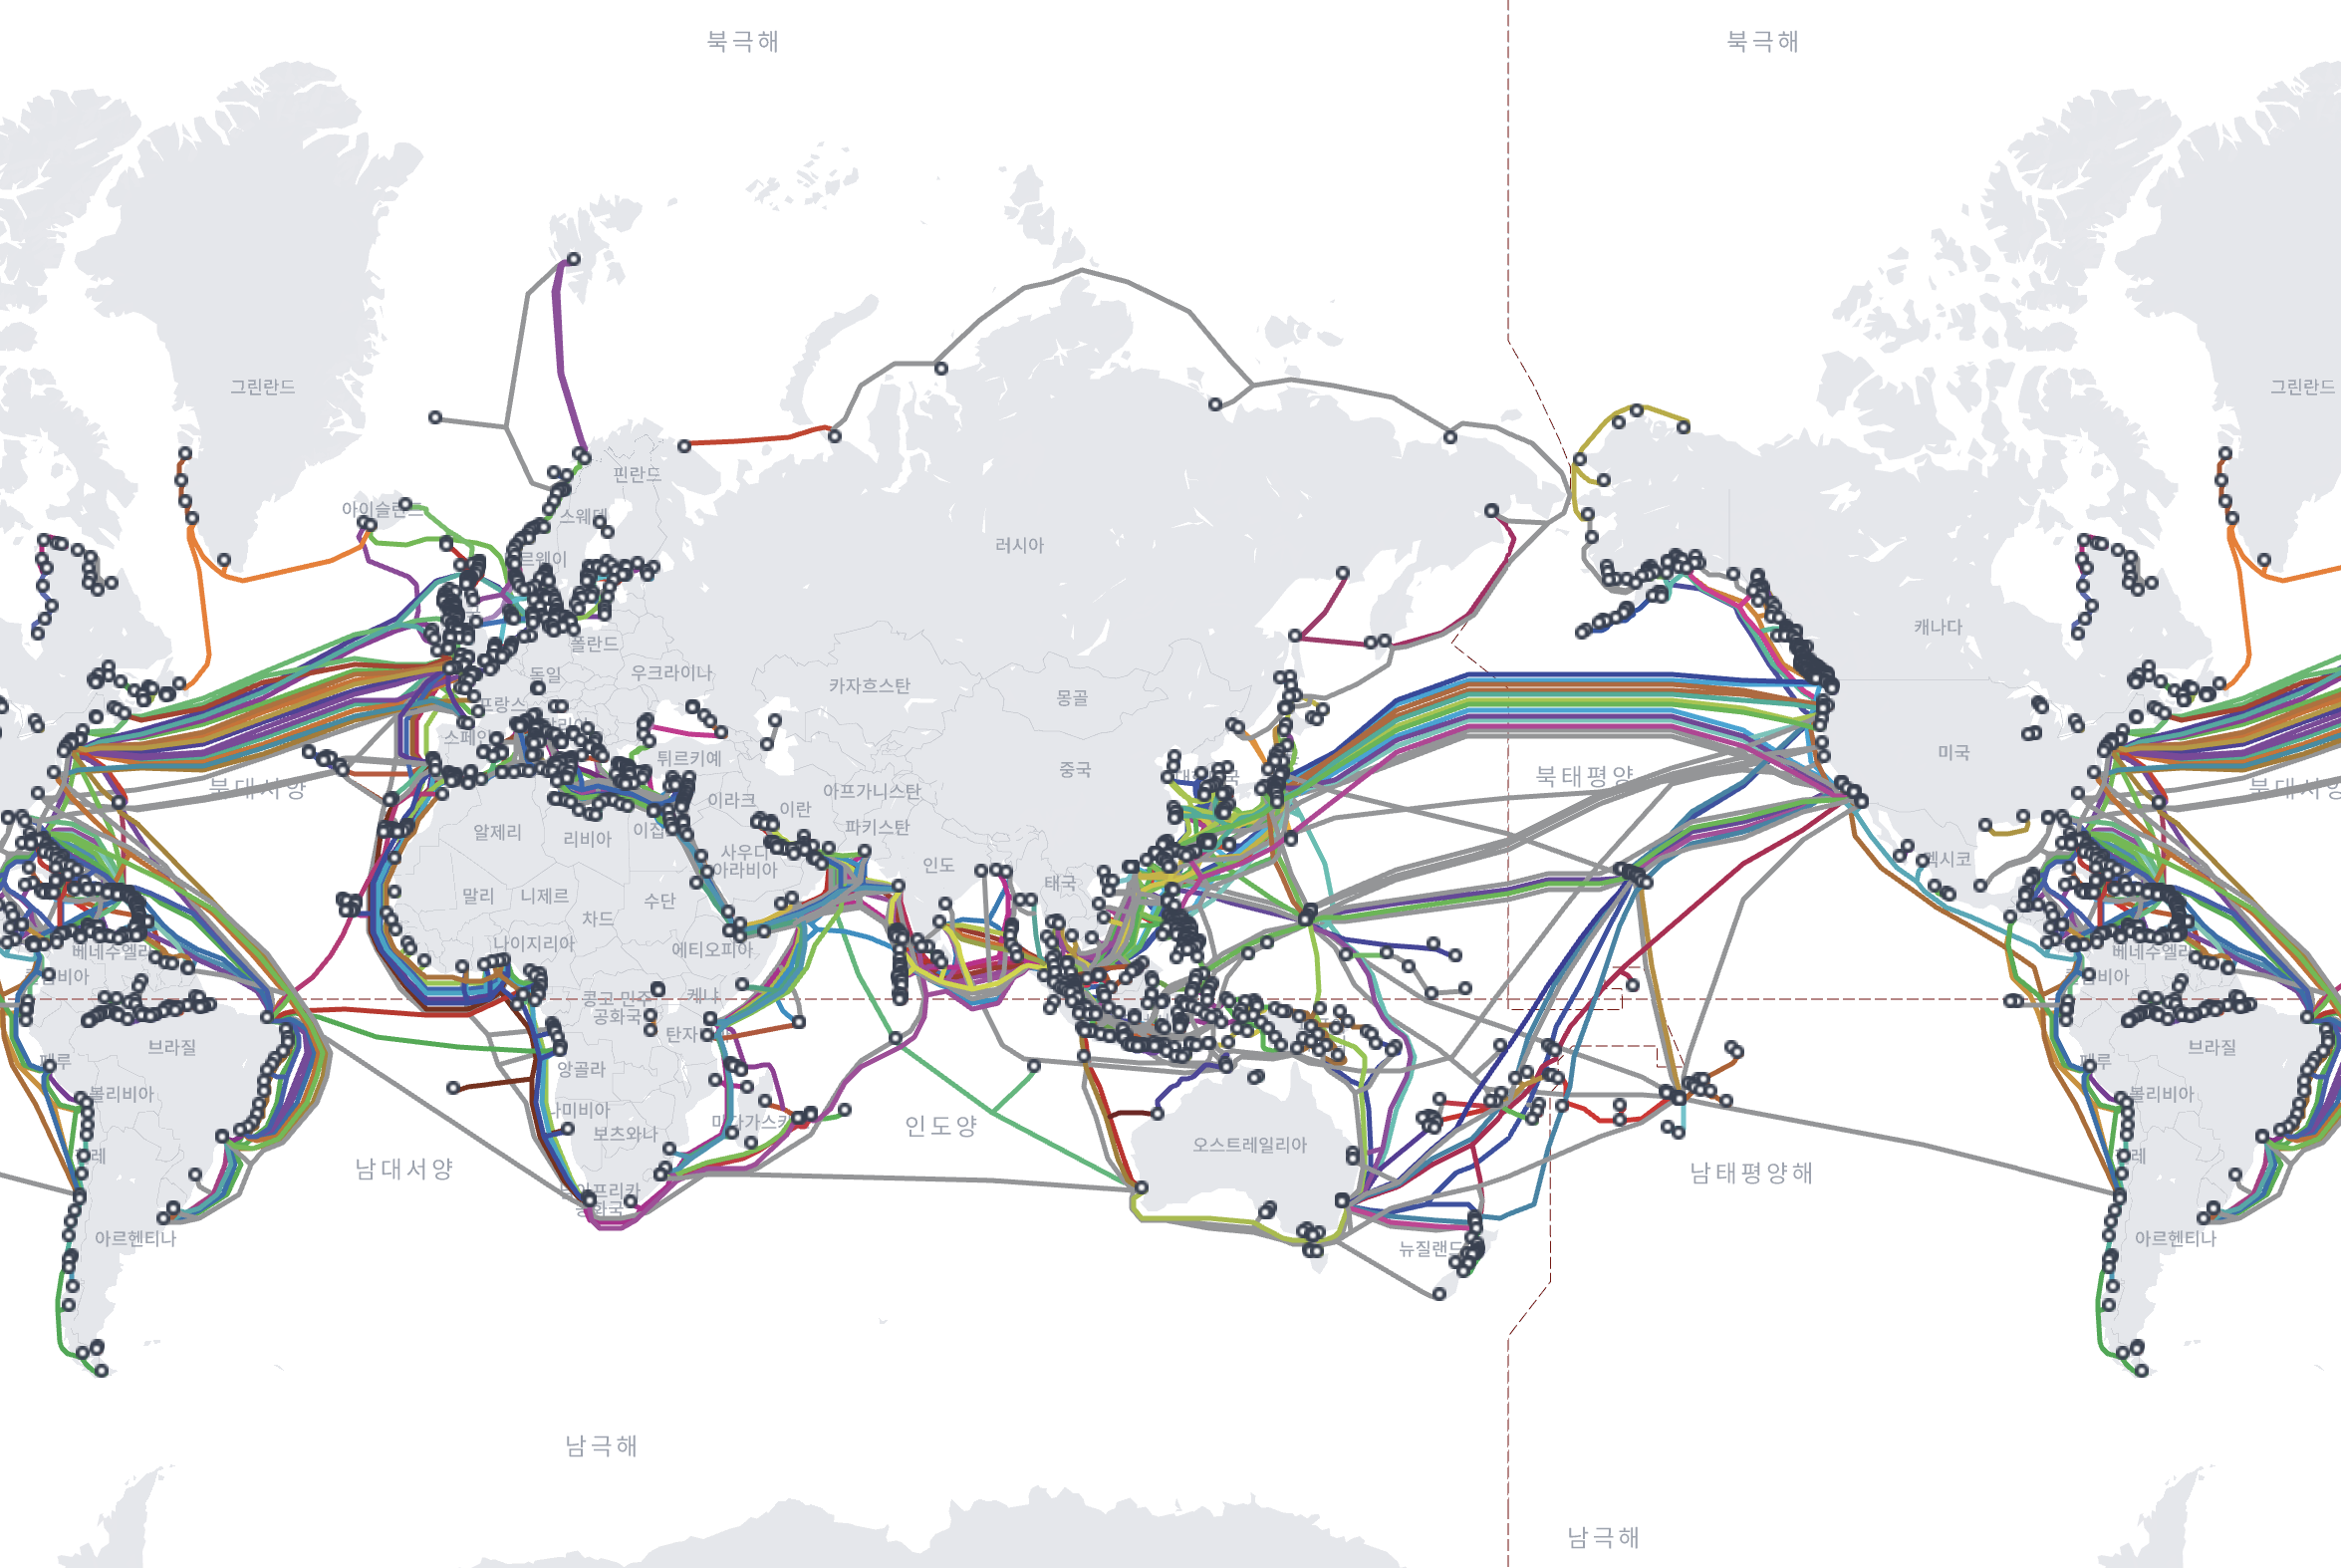 북극해
북극해
그린란드
그린란드
핀란드
아이슬란드
스웨덴
르웨이
러시아
캐나다
폴란드
독일
우크라이나
카자흐스탄
몽골
프랑스
스페인
튀르키예
미국
중국
북태평양
북대서양
북대서양
이라크
이란
아프가니스탄
파키스탄
알제리
리비아
이집
사우디
아라비아
인도
태국
멕시코
말리
니제르
차드
수단
나이지리아
에티오피아
베네수엘라
베네수엘라
롬비아
롬비아
콩고 민주
공화국
케냐
탄자
브라질
브라질
페루
페루
앙골라
볼리비아
볼리비아
나미비아
보츠와나
마다가스카
인도양
오스트레일리아
칠레
칠레
남대서양
남태평양해
남아프리카
공화국
아르헨티나
아르헨티나
뉴질랜드
남극해
남극해